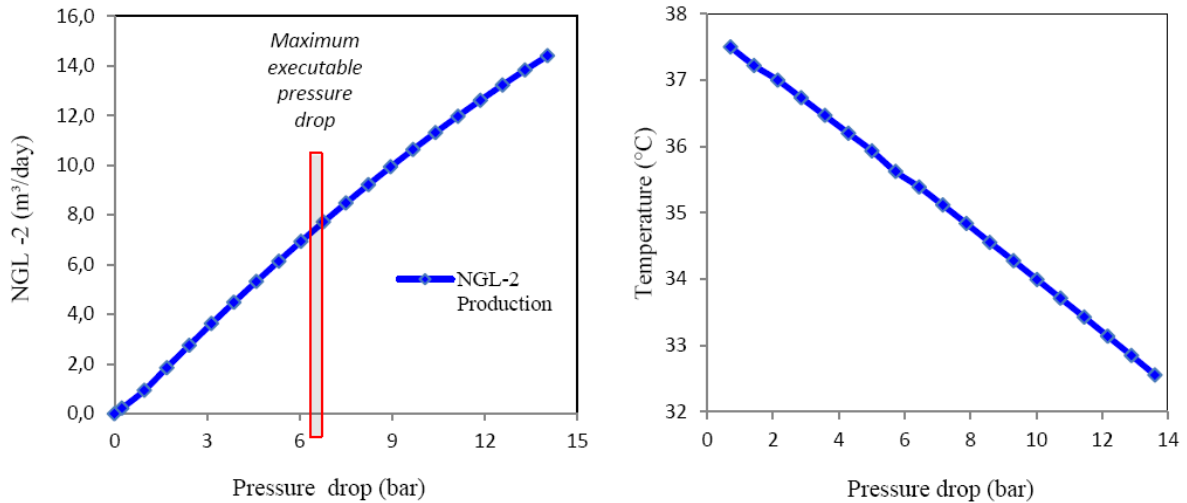 16,0
14,0
12,0
10,0
8,0
6,0
4,0
2,0
0,0
NGL -2 (m³/day)
Maximum
executable
pressure
drop
NGL-2
Production
0 3 6 9 12 15
Pressure drop (bar)
38
37
36
35
34
33
32
Temperature (°C)
0 2 4 6 8 10 12 14
Pressure drop (bar)